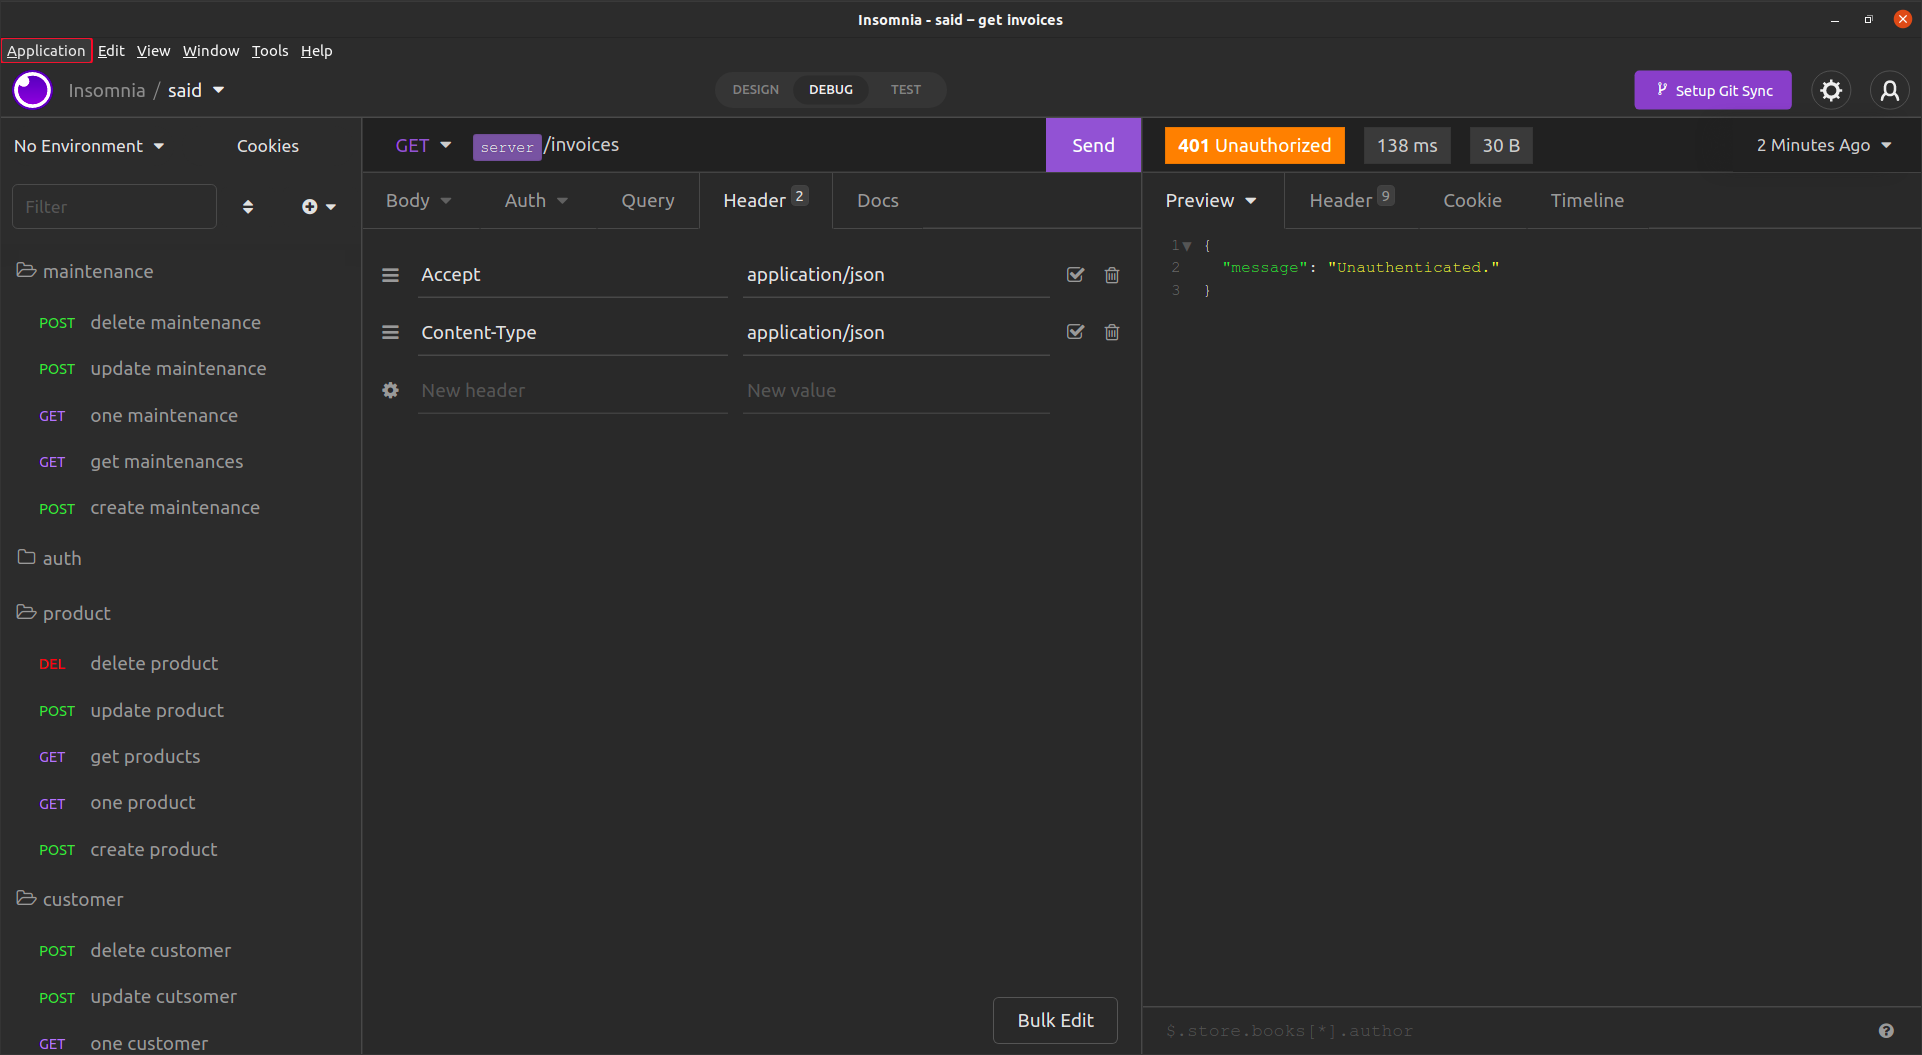 Insomnia - said – get invoices
Application Edit View Window Tools Help
Insomnia / said
DESIGN DEBUG TEST
Setup Git Sync
No Environment Cookies
Filter
maintenance
POST delete maintenance
POST update maintenance
GET one maintenance
GET get maintenances
POST create maintenance
auth
product
DEL delete product
POST update product
GET get products
GET one product
POST create product
customer
POST delete customer
POST update cutsomer
GET one customer
GET server/invoices Send
Body Auth Query Header 2 Docs
Accept application/json
Content-Type application/json
New header New value
Bulk Edit
401 Unauthorized 138 ms 30 B 2 Minutes Ago
Preview Header 9 Cookie Timeline
1 {
2 "message": "Unauthenticated."
3 }
$.store.books[*].author